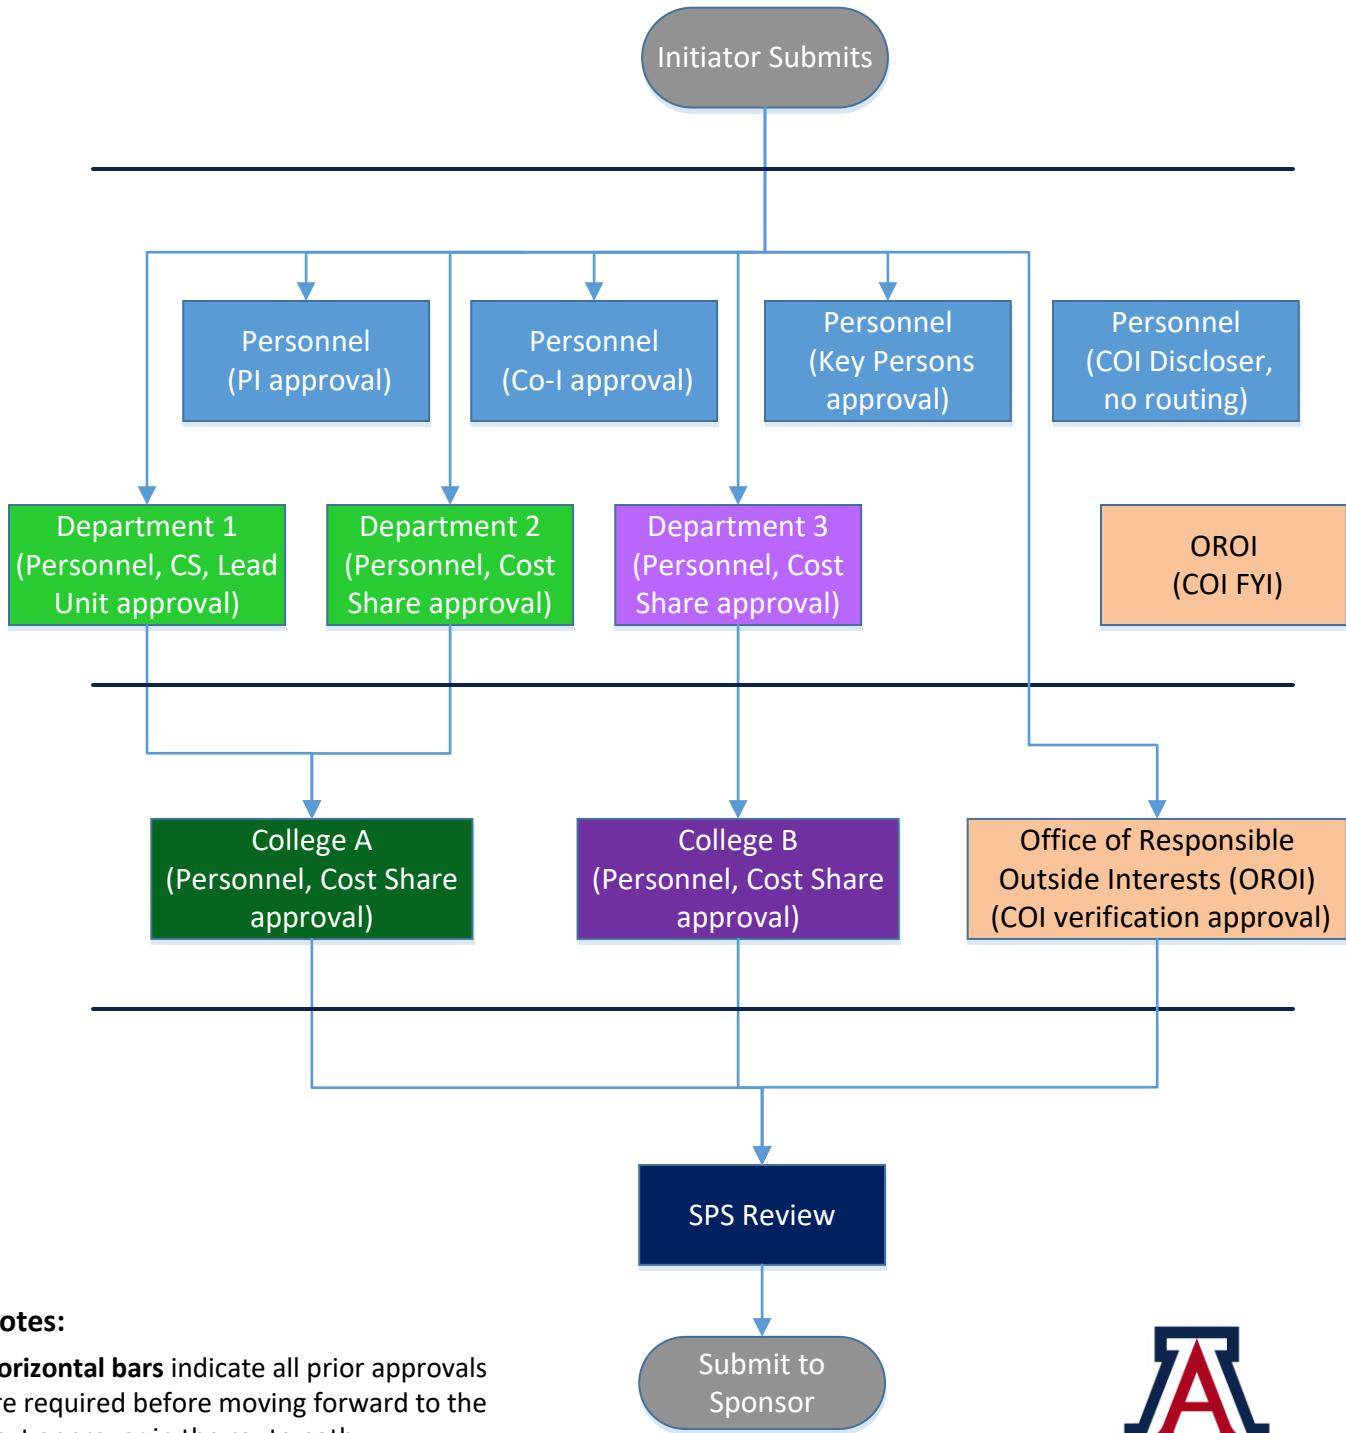 Initiator Submits
Personnel
(PI approval)
Personnel
(Co-I approval)
Personnel
(Key Persons
approval)
Personnel
(COI Discloser,
no routing)
Department 1
(Personnel, CS, Lead
Unit approval)
Department 2
(Personnel, Cost
Share approval)
Department 3
(Personnel, Cost
Share approval)
OROI
(COI FYI)
College A
(Personnel, Cost Share
approval)
College B
(Personnel, Cost Share
approval)
Office of Responsible
Outside Interests (OROI)
(COI verification approval)
SPS Review
Submit to
Sponsor
otes:
orizontal bars indicate all prior approvals
re required before moving forward to the
A